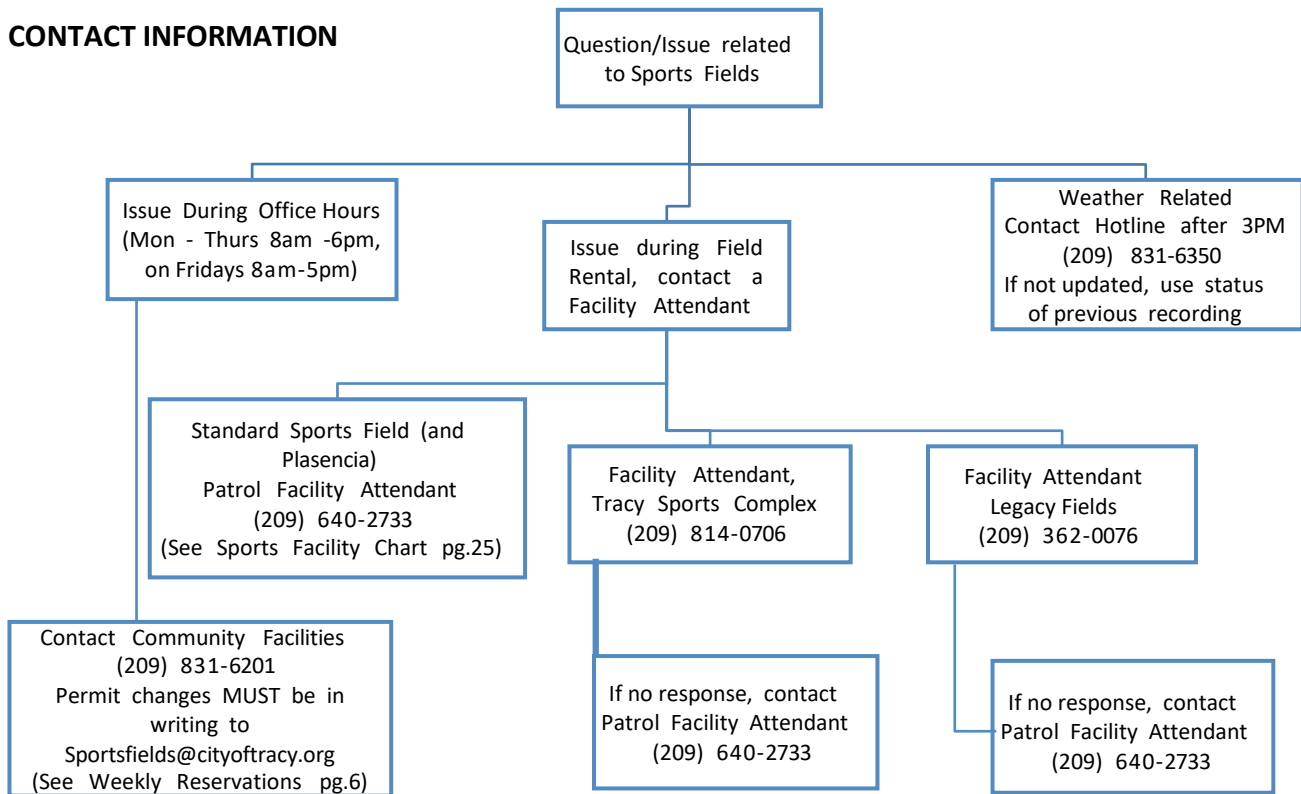 CONTACT INFORMATION
Question/Issue related
to Sports Fields
Issue During Office Hours
(Mon - Thurs 8am -6pm,
on Fridays 8am-5pm)
Issue during Field
Rental, contact a
Facility Attendant
Weather Related
Contact Hotline after 3PM
(209) 831-6350
If not updated, use status
of previous recording
Standard Sports Field (and
Plasencia)
Patrol Facility Attendant
(209) 640-2733
(See Sports Facility Chart pg.25)
Facility Attendant,
Tracy Sports Complex
(209) 814-0706
Facility Attendant
Legacy Fields
(209) 362-0076
Contact Community Facilities
(209) 831-6201
Permit changes MUST be in
writing to
Sportsfields@cityoftracy.org
(See Weekly Reservations pg.6)
If no response, contact
Patrol Facility Attendant
(209) 640-2733
If no response, contact
Patrol Facility Attendant
(209) 640-2733